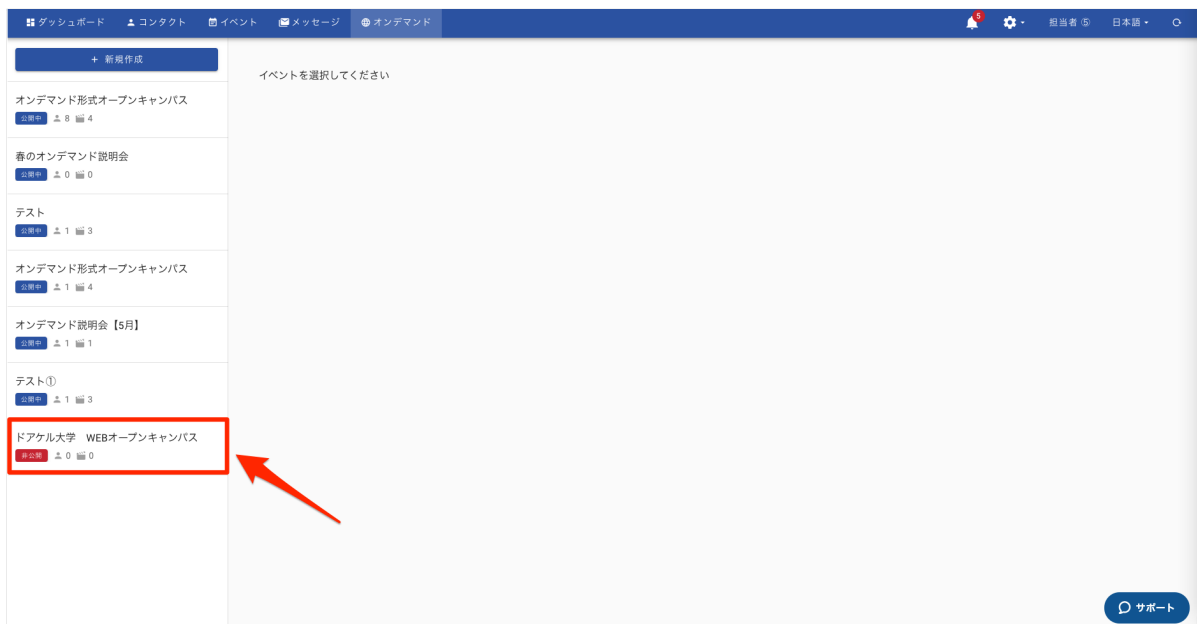 ダッシュボード コンタクト イベント メッセージ オンデマンド 5 担当者 ⑤ 日本語
+ 新規作成
イベントを選択してください
オンデマンド形式オープンキャンパス
公開中 8 4
春のオンデマンド説明会
公開中 0 0
テスト
公開中 1 3
オンデマンド形式オープンキャンパス
公開中 1 4
オンデマンド説明会【5月】
公開中 1 1
テスト①
公開中 1 3
ドアケル大学　WEBオープンキャンパス
非公開 0 0
サポート